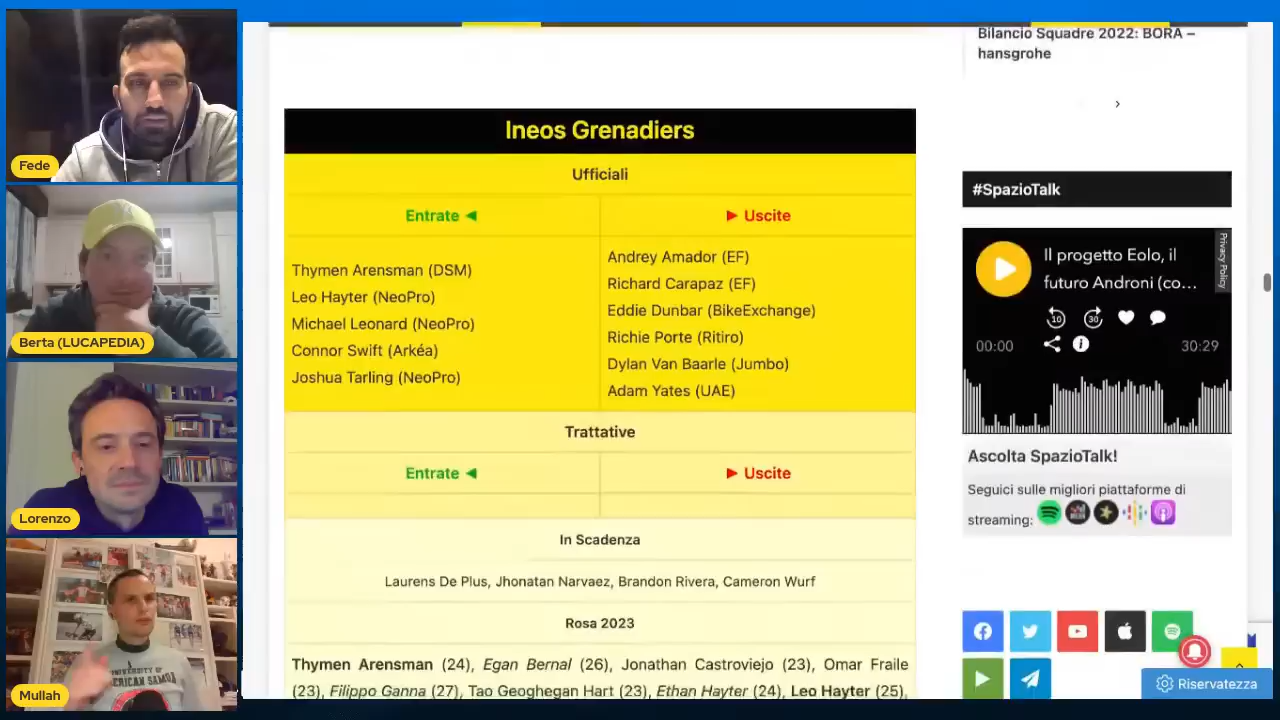 Fede
Berta (LUCAPEDIA)
Lorenzo
UNIVERSITY OF
Mullah
Ineos Grenadiers
Ufficiali
Entrate ◄
► Uscite
Thymen Arensman (DSM)
Leo Hayter (NeoPro)
Michael Leonard (NeoPro)
Connor Swift (Arkéa)
Joshua Tarling (NeoPro)
Andrey Amador (EF)
Richard Carapaz (EF)
Eddie Dunbar (BikeExchange)
Richie Porte (Ritiro)
Dylan Van Baarle (Jumbo)
Adam Yates (UAE)
Trattative
Entrate ◄
► Uscite
In Scadenza
Laurens De Plus, Jhonatan Narvaez, Brandon Rivera, Cameron Wurf
Rosa 2023
Thymen Arensman (24), Egan Bernal (26), Jonathan Castroviejo (23), Omar Fraile
(23), Filippo Ganna (27), Tao Geoghegan Hart (23), Ethan Hayter (24), Leo Hayter (25),
Bilancio Squadre 2022: BORA –
hansgrohe
#SpazioTalk
Il progetto Eolo, il
futuro Androni (co...
Privacy Policy
10
30
00:00
30:29
Ascolta SpazioTalk!
Seguici sulle migliori piattaforme di
streaming:
Riservatezza